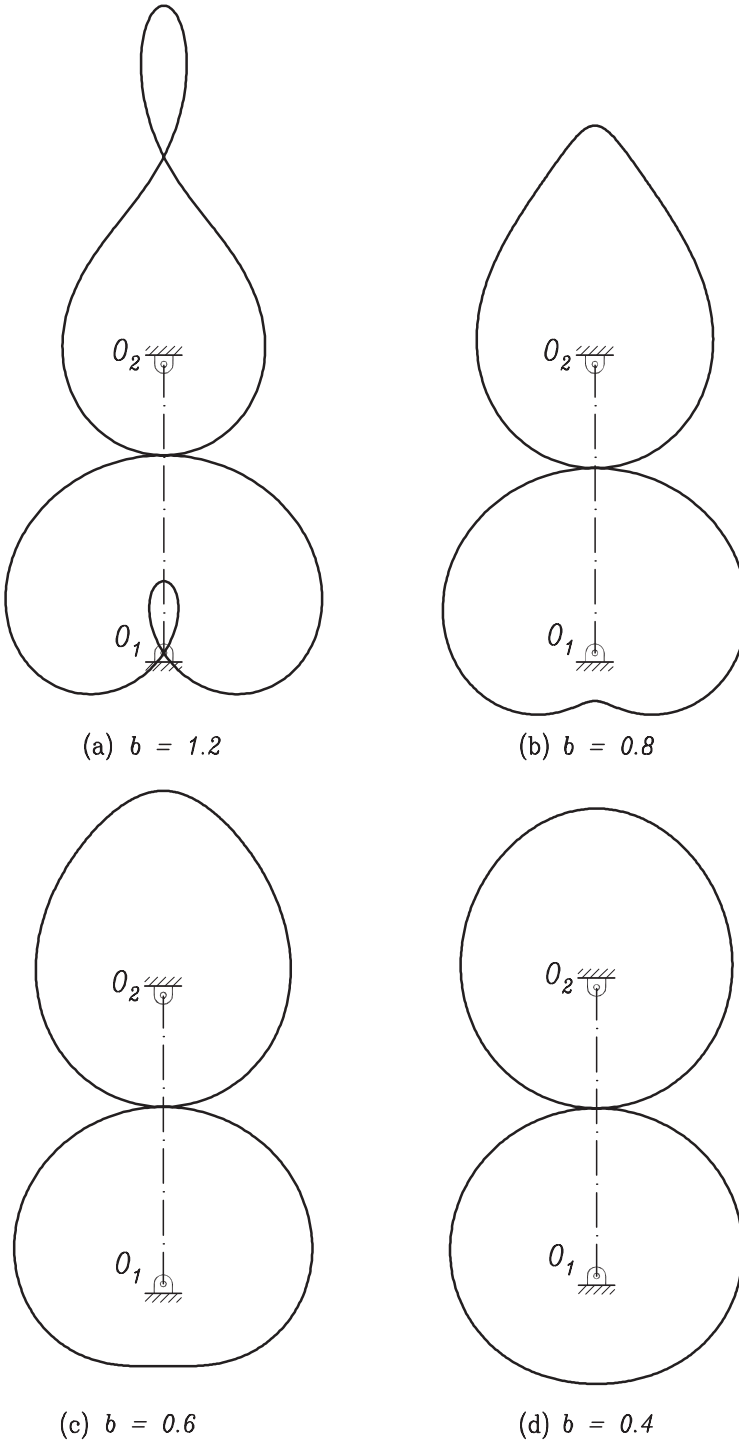 O₂
O₂
O₁
O₁
(a) b = 1.2
(b) b = 0.8
O₂
O₂
O₁
O₁
(c) b = 0.6
(d) b = 0.4